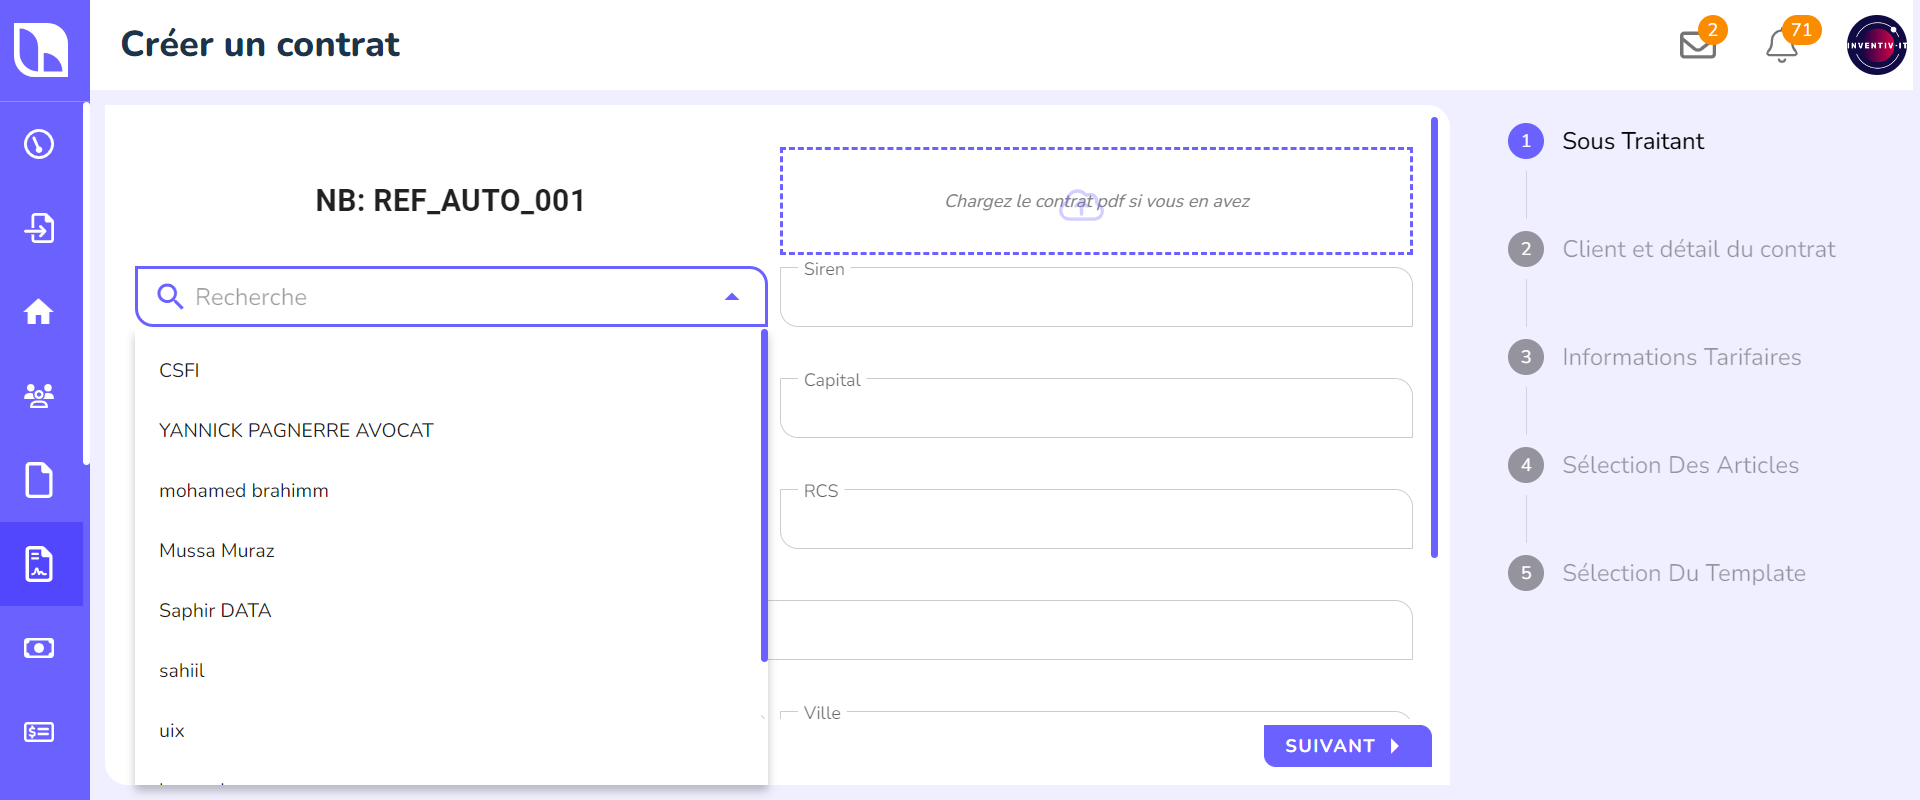 Créer un contrat
2
71
INVENTIV-IT
NB: REF_AUTO_001
Chargez le contrat pdf si vous en avez
Recherche
Siren
CSFI
Capital
YANNICK PAGNERRE AVOCAT
mohamed brahimm
RCS
Mussa Muraz
Saphir DATA
sahiil
Ville
uix
SUIVANT
1 Sous Traitant
2 Client et détail du contrat
3 Informations Tarifaires
4 Sélection Des Articles
5 Sélection Du Template